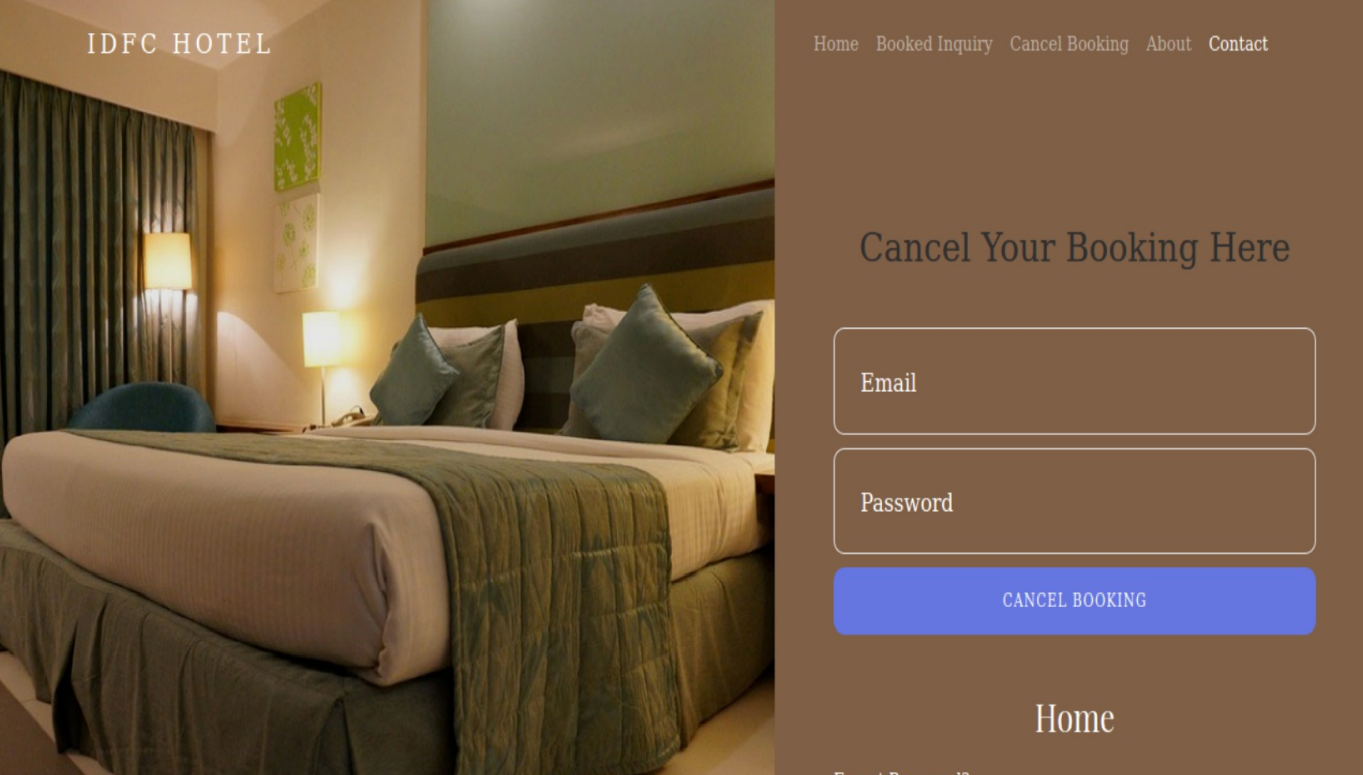 IDFC HOTEL
Home Booked Inquiry Cancel Booking About Contact
Cancel Your Booking Here
Email
Password
CANCEL BOOKING
Home